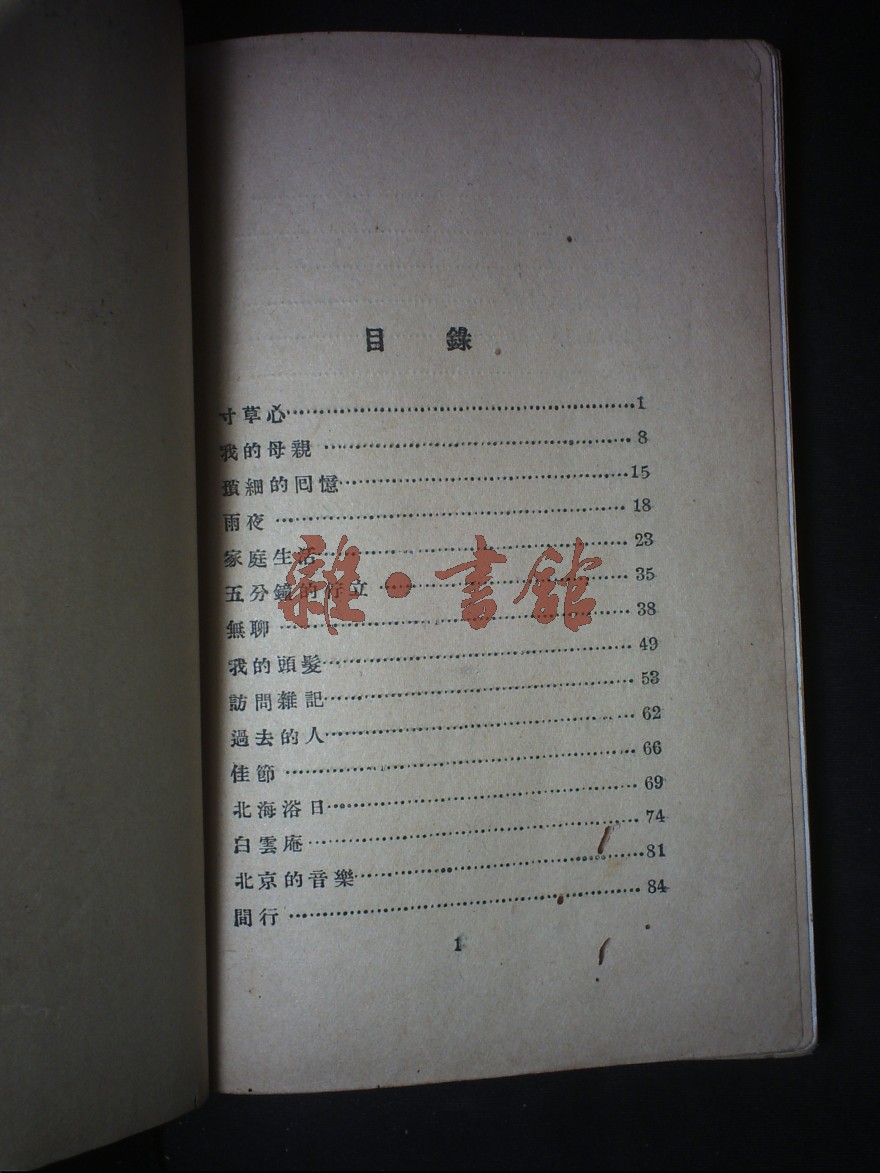 目錄
寸草心…………1
我的母親…………8
瑣細的回憶…………15
雨夜…………18
家庭生活…………23
五分鐘的佇立…………35
無聊…………38
我的頭髮…………49
訪問雜記…………53
過去的人…………62
佳節…………66
北海浴日…………69
白雲庵…………74
北京的音樂…………81
間行…………84
雜·書館
1